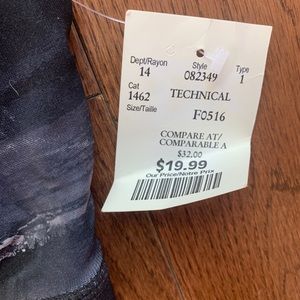 Dept/Rayon Style Type
14 082349 1
Cat
1462 TECHNICAL
Size/Taille F0516
COMPARE AT/
COMPARABLE A
$32.00
$19.99
Our Price/Notre Prix